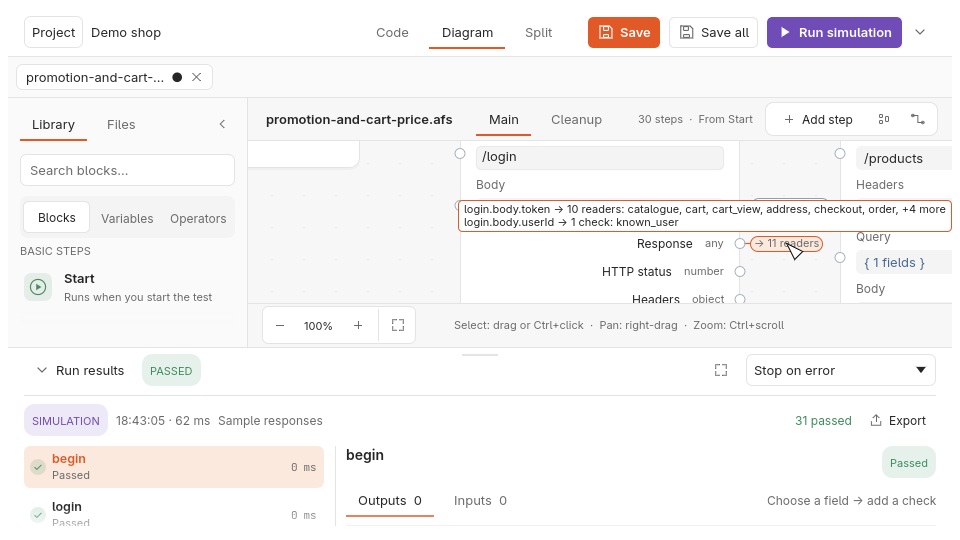 Project Demo shop Code Diagram Split Save Save all Run simulation
promotion-and-cart-...
Library Files
promotion-and-cart-price.afs Main Cleanup 30 steps · From Start Add step
Search blocks...
Blocks Variables Operators
BASIC STEPS
Start
Runs when you start the test
/login
Body
login.body.token → 10 readers: catalogue, cart, cart_view, address, checkout, order, +4 more
login.body.userId → 1 check: known_user
Response any → 11 readers
HTTP status number
Headers object
/products
Headers
Query
{ 1 fields }
Body
100%
Select: drag or Ctrl+click · Pan: right-drag · Zoom: Ctrl+scroll
Run results PASSED Stop on error
SIMULATION 18:43:05 · 62 ms Sample responses 31 passed Export
begin 0 ms
Passed
login 0 ms
Passed
begin Passed
Outputs 0 Inputs 0 Choose a field → add a check